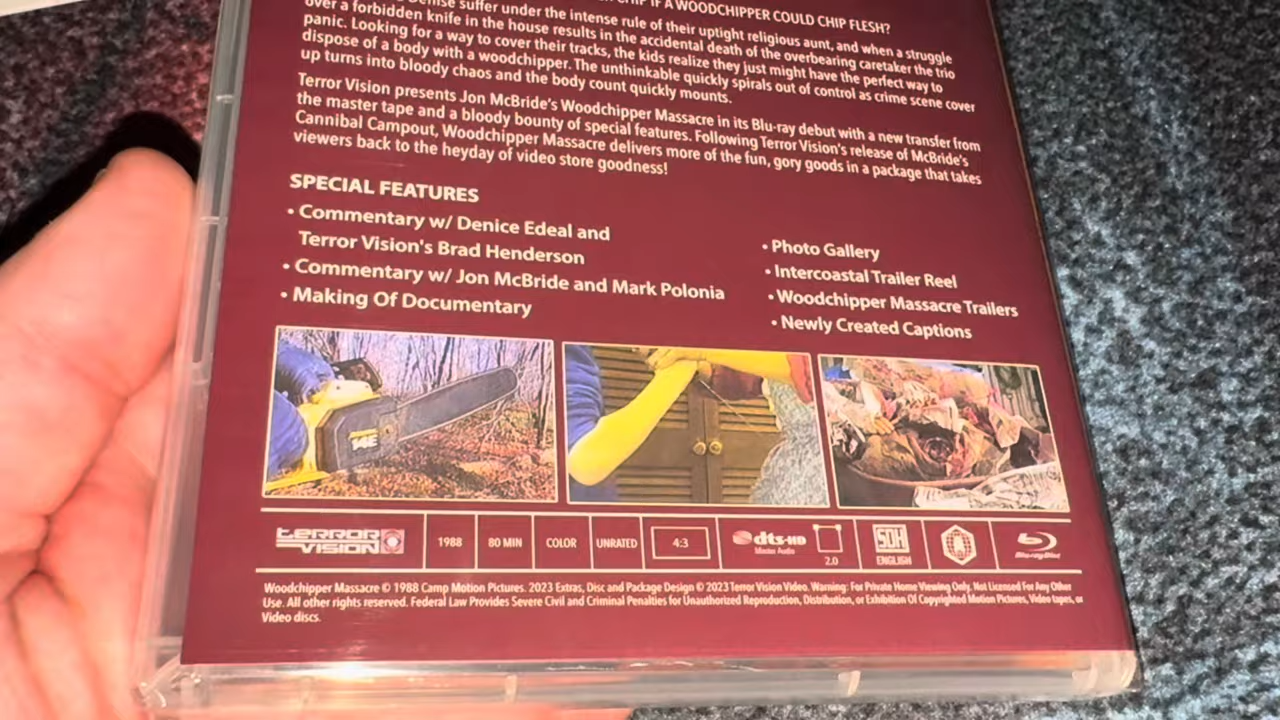 CHIP IF A WOODCHIPPER COULD CHIP FLESH?
suffer under the intense rule of their uptight religious aunt, and when a struggle
over a forbidden knife in the house results in the accidental death of the overbearing caretaker the trio
panic. Looking for a way to cover their tracks, the kids realize they just might have the perfect way to
dispose of a body with a woodchipper. The unthinkable quickly spirals out of control as crime scene cover
up turns into bloody chaos and the body count quickly mounts.
Terror Vision presents Jon McBride's Woodchipper Massacre in its Blu-ray debut with a new transfer from
the master tape and a bloody bounty of special features. Following Terror Vision's release of McBride's
Cannibal Campout, Woodchipper Massacre delivers more of the fun, gory goods in a package that takes
viewers back to the heyday of video store goodness!
SPECIAL FEATURES
• Commentary w/ Denice Edeal and
Terror Vision's Brad Henderson
• Commentary w/ Jon McBride and Mark Polonia
• Making Of Documentary
• Photo Gallery
• Intercoastal Trailer Reel
• Woodchipper Massacre Trailers
• Newly Created Captions
14E
TERROR VISION
1988
80 MIN
COLOR
UNRATED
4:3
dts-HD
Master Audio
2.0
SDH
ENGLISH
Blu-ray Disc
Woodchipper Massacre © 1988 Camp Motion Pictures. 2023 Extras, Disc and Package Design © 2023 Terror Vision Video. Warning: For Private Home Viewing Only. Not Licensed For Any Other
Use. All other rights reserved. Federal Law Provides Severe Civil and Criminal Penalties for Unauthorized Reproduction, Distribution, or Exhibition Of Copyrighted Motion Pictures, Video tapes, or
Video discs.